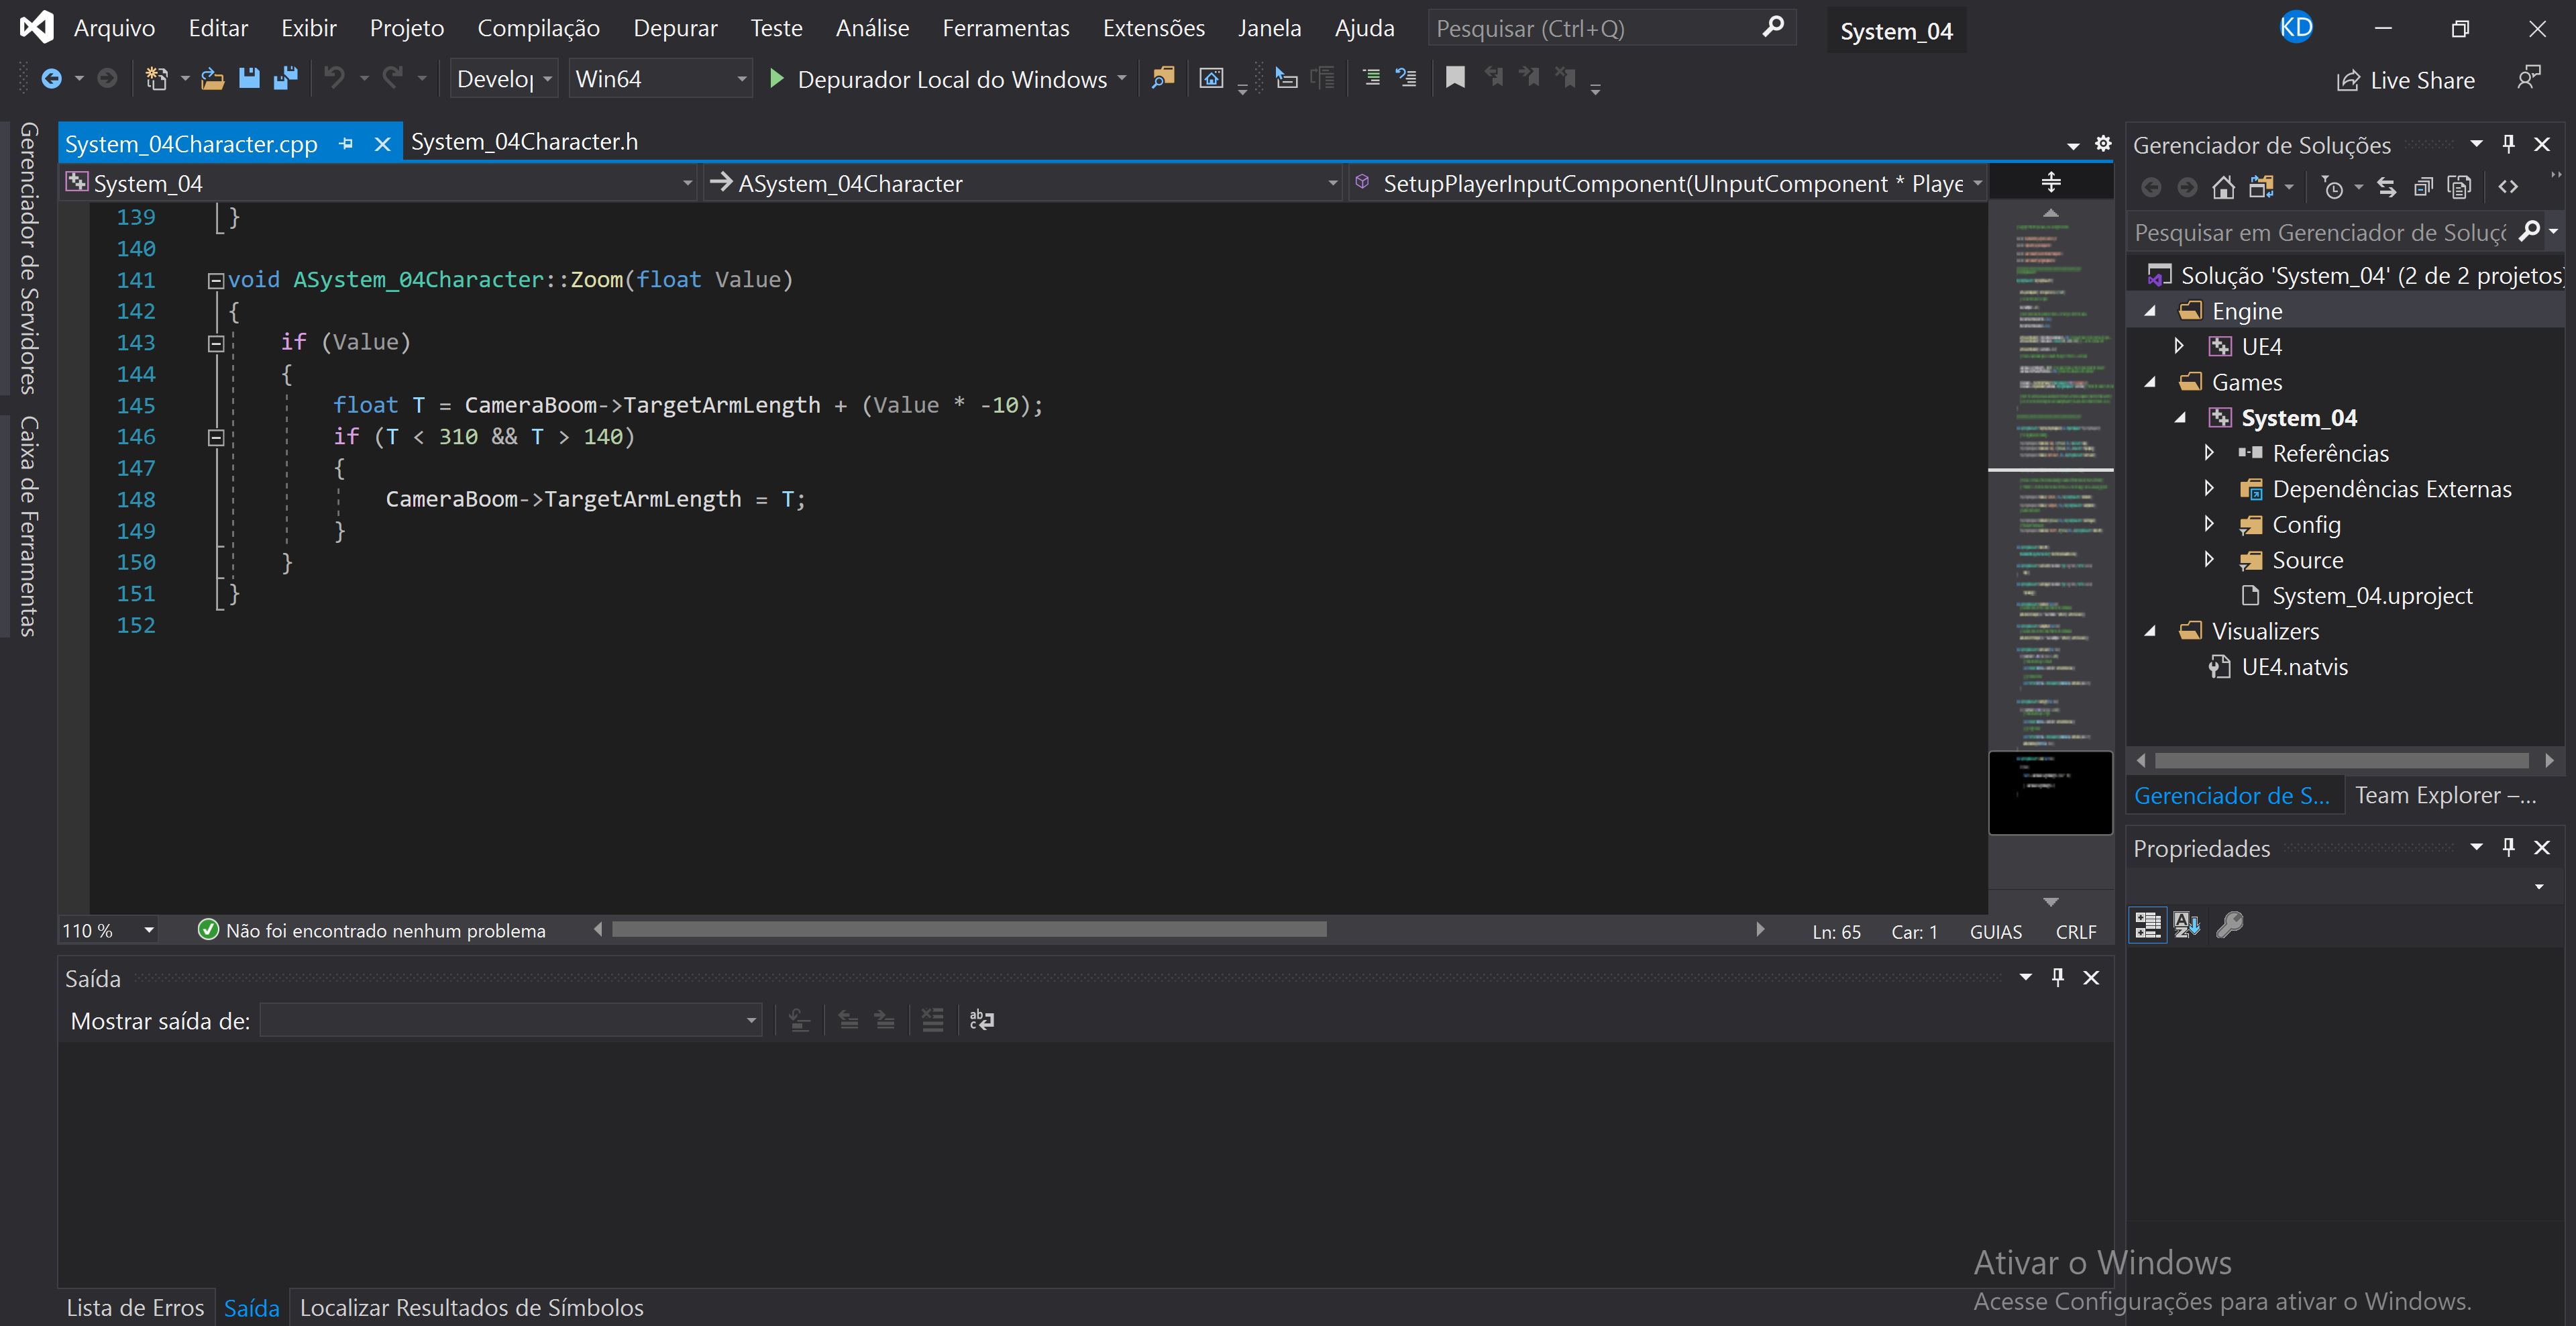 Arquivo Editar Exibir Projeto Compilação Depurar Teste Análise Ferramentas Extensões Janela Ajuda Pesquisar (Ctrl+Q) System_04 KD
Develo Win64 Depurador Local do Windows Live Share
Gerenciador de Servidores
Caixa de Ferramentas
System_04Character.cpp System_04Character.h
System_04 ASystem_04Character SetupPlayerInputComponent(UInputComponent * Playe
139 }
140
141 void ASystem_04Character::Zoom(float Value)
142 {
143 if (Value)
144 {
145 float T = CameraBoom->TargetArmLength + (Value * -10);
146 if (T < 310 && T > 140)
147 {
148 CameraBoom->TargetArmLength = T;
149 }
150 }
151 }
152
110 % Não foi encontrado nenhum problema Ln: 65 Car: 1 GUIAS CRLF
Saída
Mostrar saída de:
Lista de Erros Saída Localizar Resultados de Símbolos
Gerenciador de Soluções
Pesquisar em Gerenciador de Soluçõ
Solução 'System_04' (2 de 2 projetos)
Engine
UE4
Games
System_04
Referências
Dependências Externas
Config
Source
System_04.uproject
Visualizers
UE4.natvis
Gerenciador de S... Team Explorer –...
Propriedades
Ativar o Windows
Acesse Configurações para ativar o Windows.